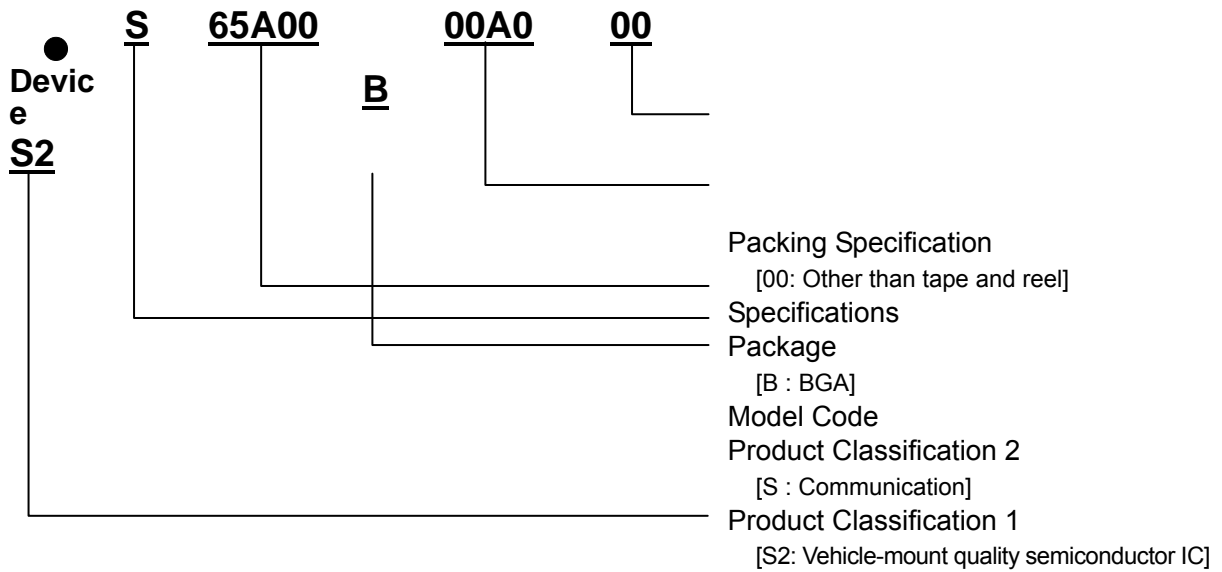 ● Devic
e
S2 S 65A00 B 00A0 00
Packing Specification
[00: Other than tape and reel]
Specifications
Package
[B : BGA]
Model Code
Product Classification 2
[S : Communication]
Product Classification 1
[S2: Vehicle-mount quality semiconductor IC]